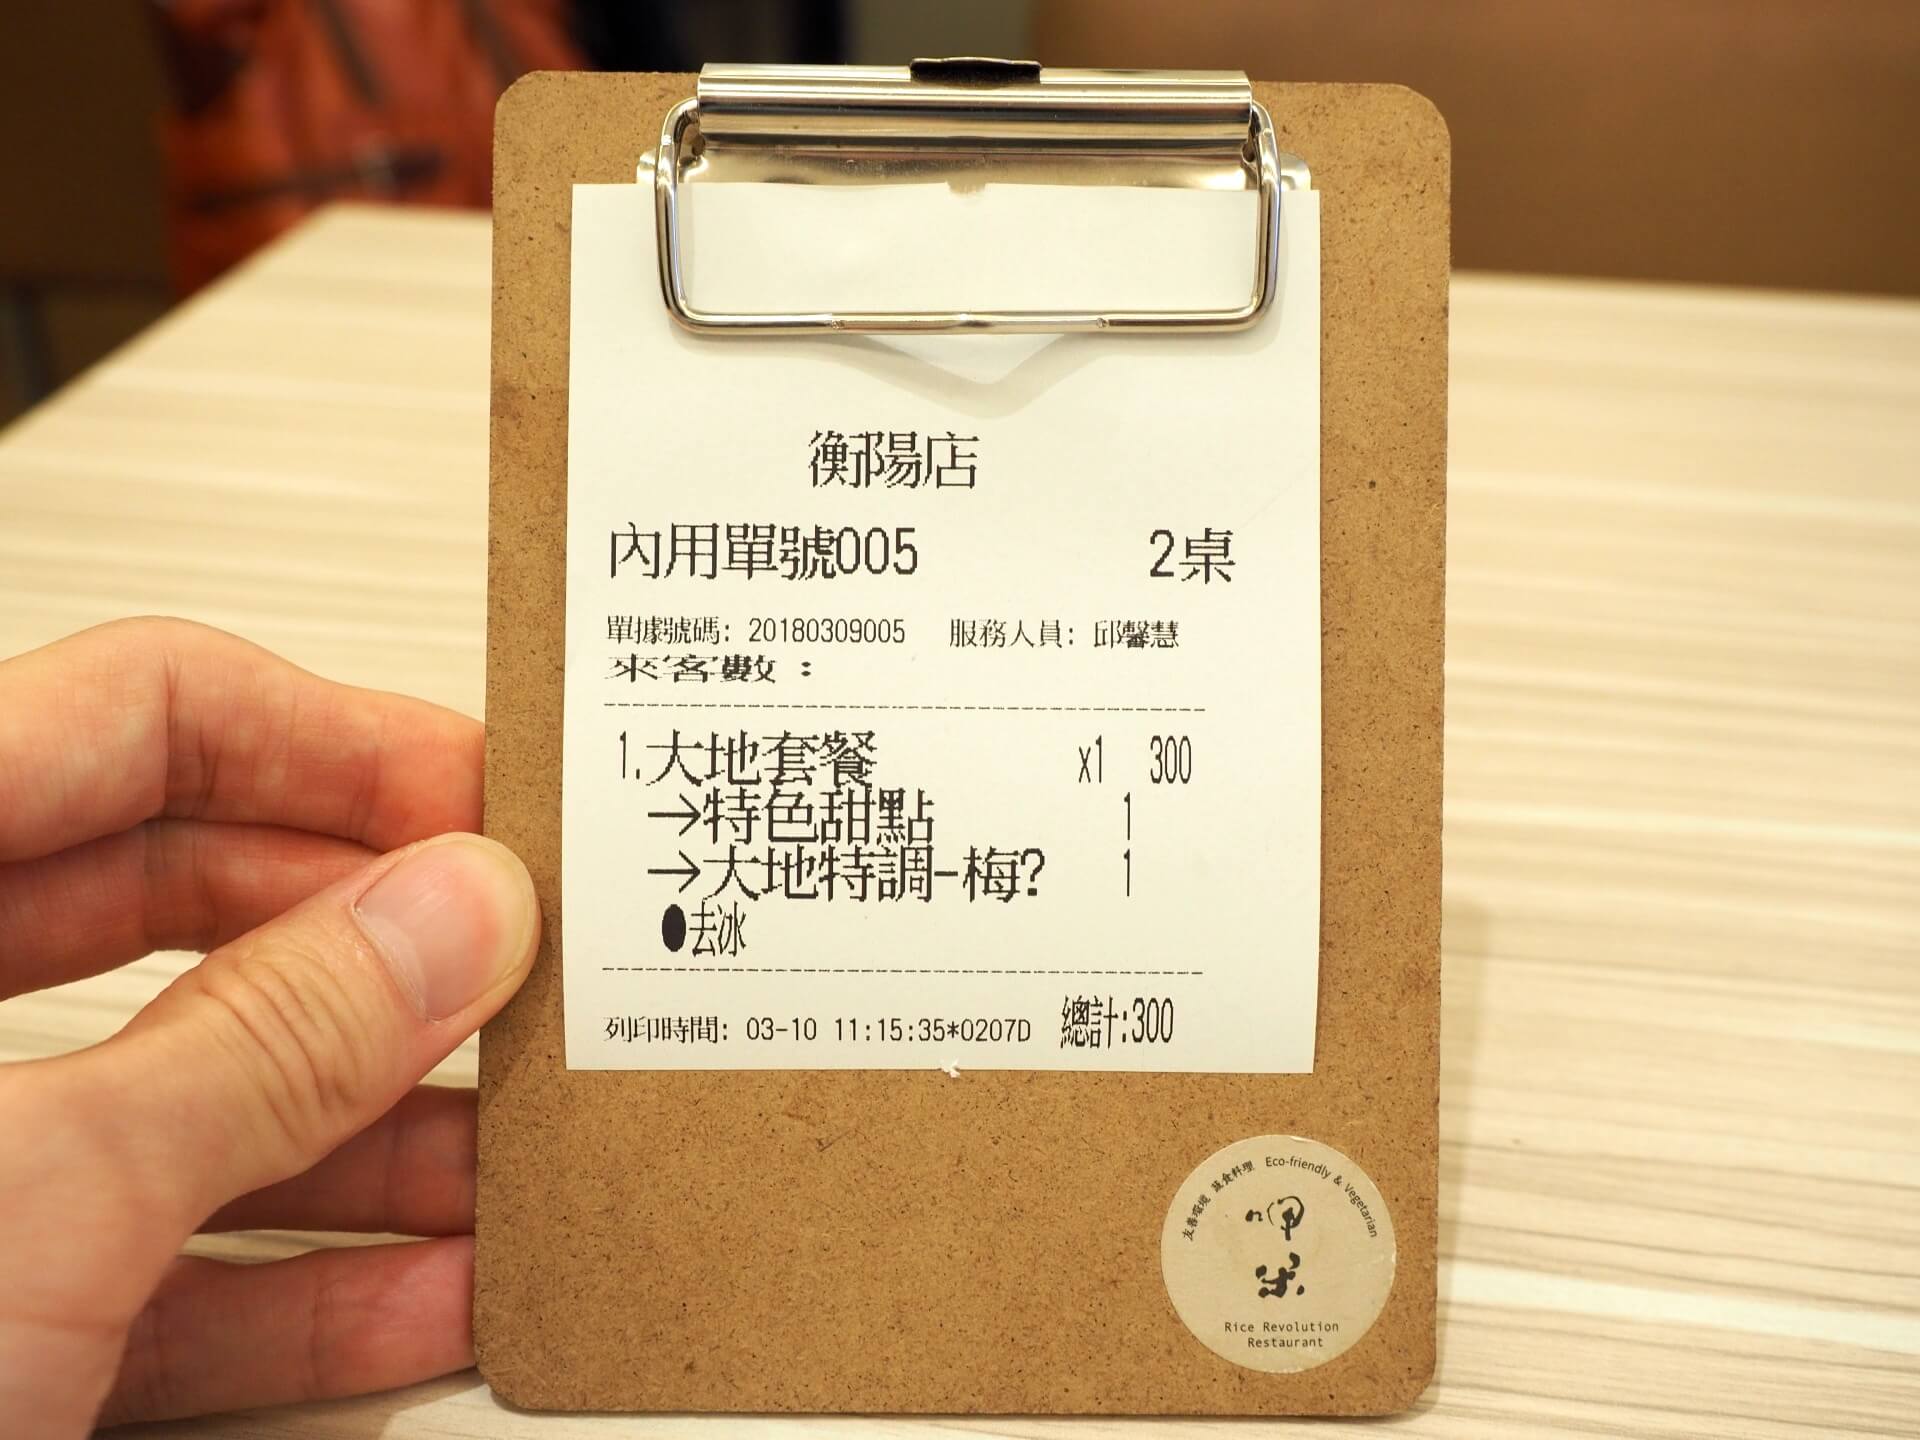 衡陽店
內用單號005 2桌
單據號碼: 20180309005 服務人員: 邱馨慧
來客數:
1.大地套餐 x1 300
→特色甜點 1
→大地特調-梅? 1
●去冰
列印時間: 03-10 11:15:35*0207D 總計:300
友善環境 蔬食料理 Eco-friendly & Vegetarian
呷米
Rice Revolution
Restaurant